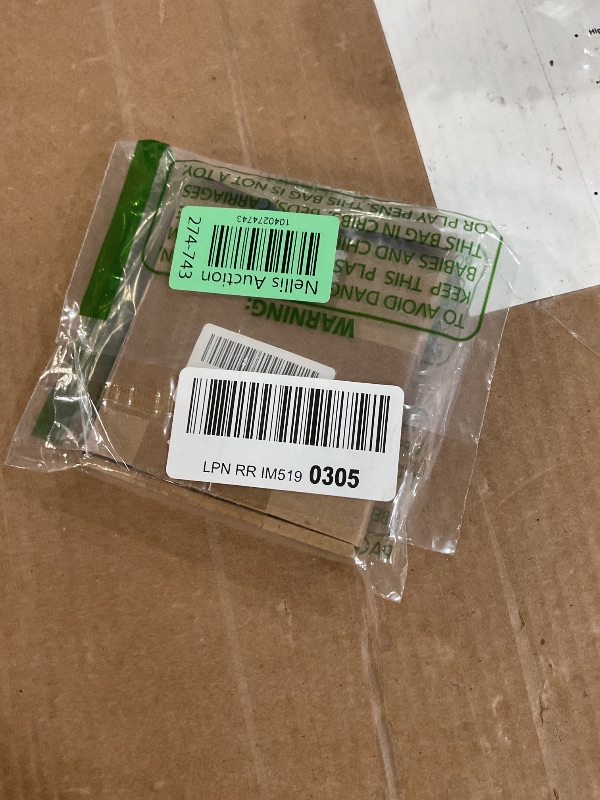 Nellis Auction
1040274743
274-743
WARNING:
TO AVOID DANG
KEEP THIS PLAS
BABIES AND CHI
THIS BAG IN CRIBS, BEDS, CARRIAGES
OR PLAY PENS. THIS BAG IS NOT A TOY.
LPN RR IM519 0305